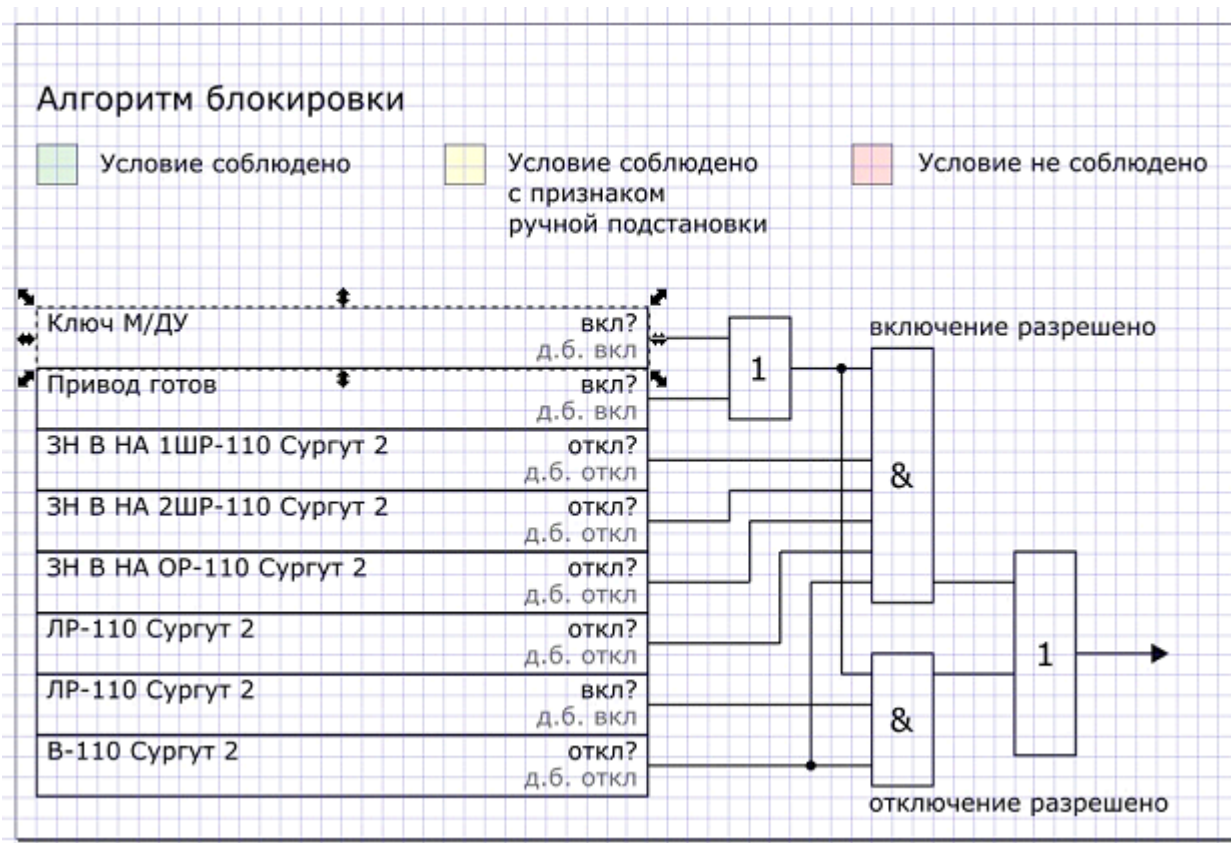 Алгоритм блокировки
Условие соблюдено
Условие соблюдено
с признаком
ручной подстановки
Условие не соблюдено
Ключ М/ДУ
вкл?
д.б. вкл
Привод готов
вкл?
д.б. вкл
ЗН В НА 1ШР-110 Сургут 2
откл?
д.б. откл
ЗН В НА 2ШР-110 Сургут 2
откл?
д.б. откл
ЗН В НА ОР-110 Сургут 2
откл?
д.б. откл
ЛР-110 Сургут 2
откл?
д.б. откл
ЛР-110 Сургут 2
вкл?
д.б. вкл
В-110 Сургут 2
откл?
д.б. откл
1
включение разрешено
&
&
отключение разрешено
1